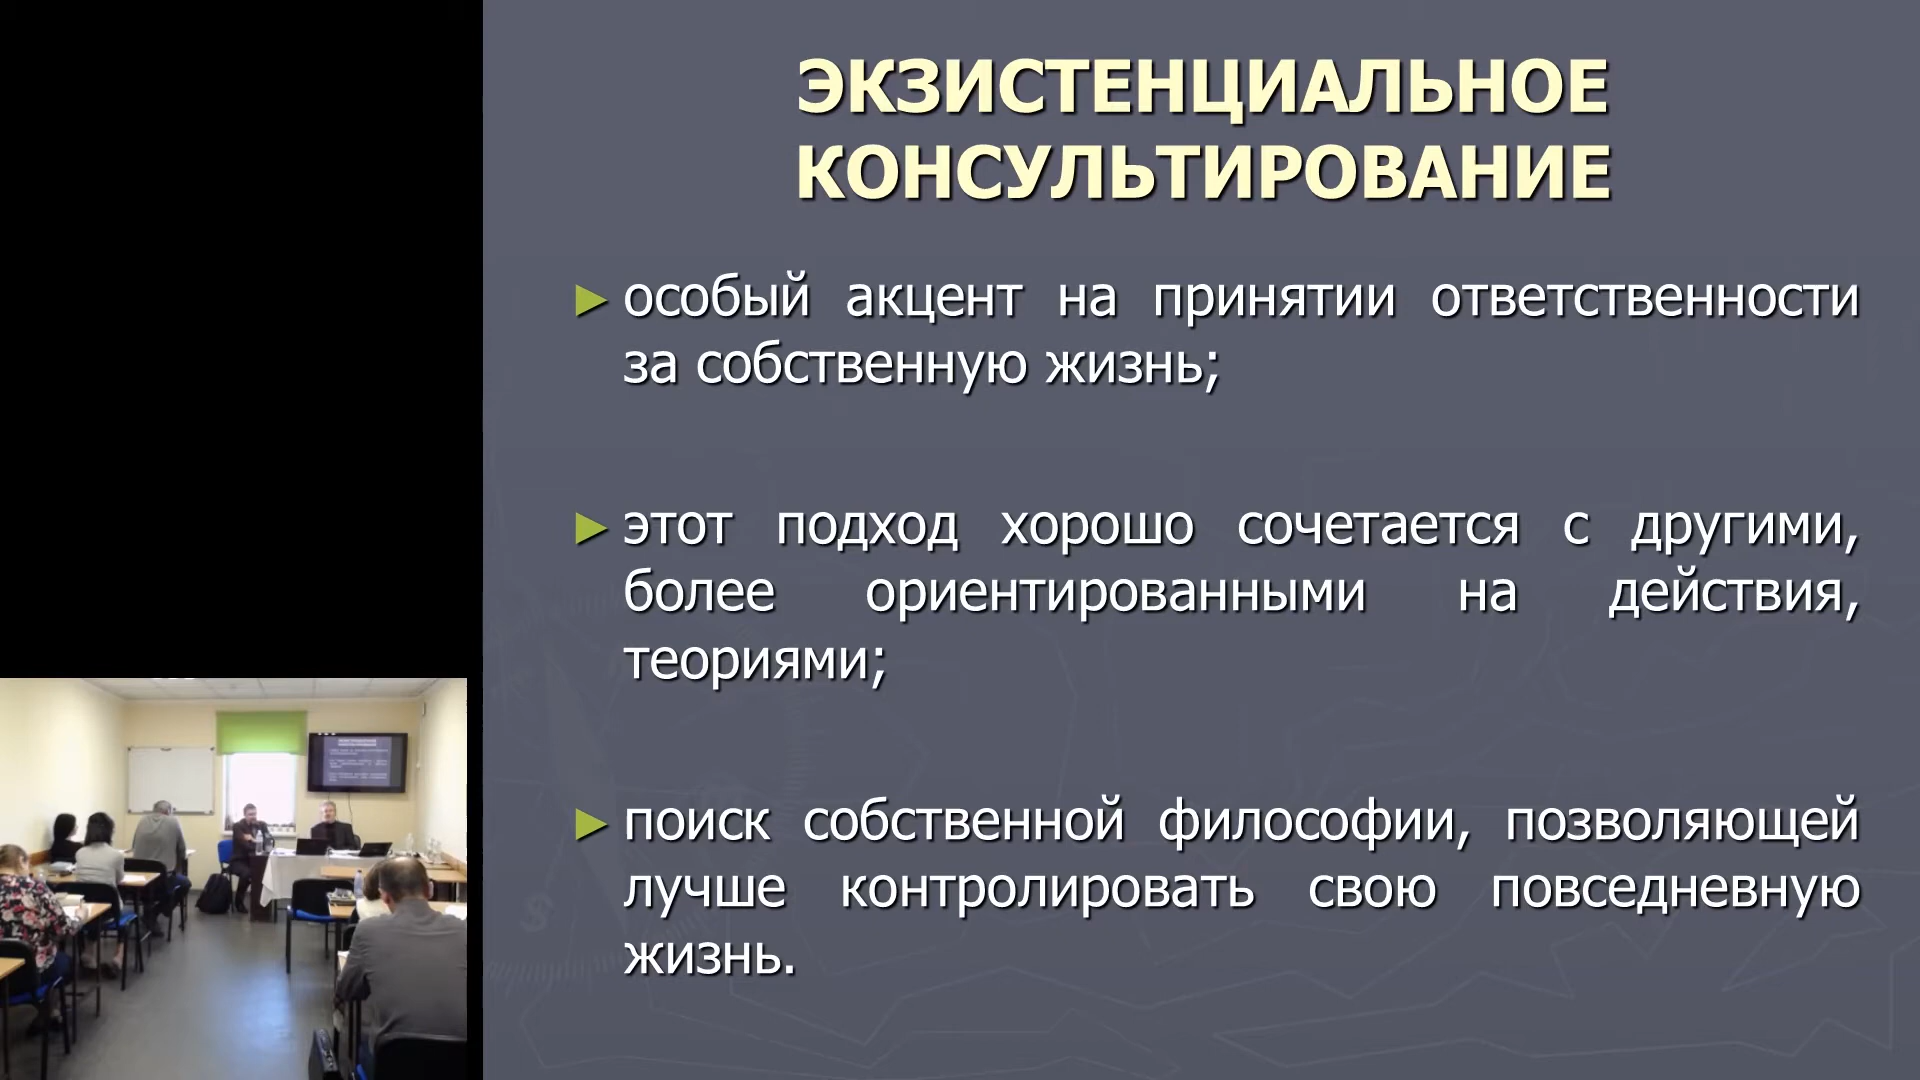 ЭКЗИСТЕНЦИАЛЬНОЕ
КОНСУЛЬТИРОВАНИЕ
► особый акцент на принятии ответственности
за собственную жизнь;
► этот подход хорошо сочетается с другими,
более ориентированными на действия,
теориями;
► поиск собственной философии, позволяющей
лучше контролировать свою повседневную
жизнь.